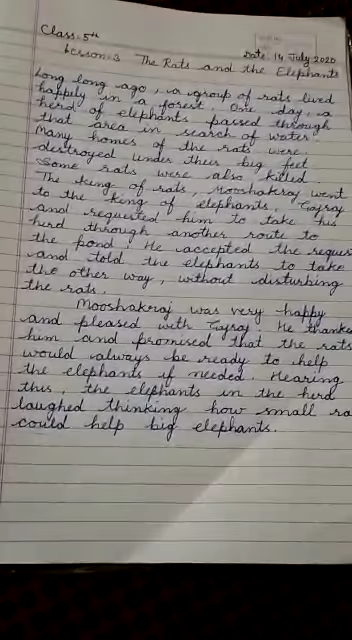 Class: 5th
Date: 14 July 2020
Lesson: 3 The Rats and the Elephants
Long long ago, a group of rats lived
happily in a forest. One day, a
herd of elephants passed through
that area in search of water.
Many homes of the rats were
destroyed under their big feet.
Some rats were also killed.
The king of rats, Mooshakraj went
to the king of elephants, Gajraj
and requested him to take his
herd through another route to
the pond. He accepted the reques
and told the elephants to take
the other way, without disturbing
the rats.
Mooshakraj was very happy
and pleased with Gajraj. He thanke
him and promised that the rats
would always be ready to help
the elephants if needed. Hearing
this, the elephants in the herd
laughed thinking how small ra
could help big elephants.